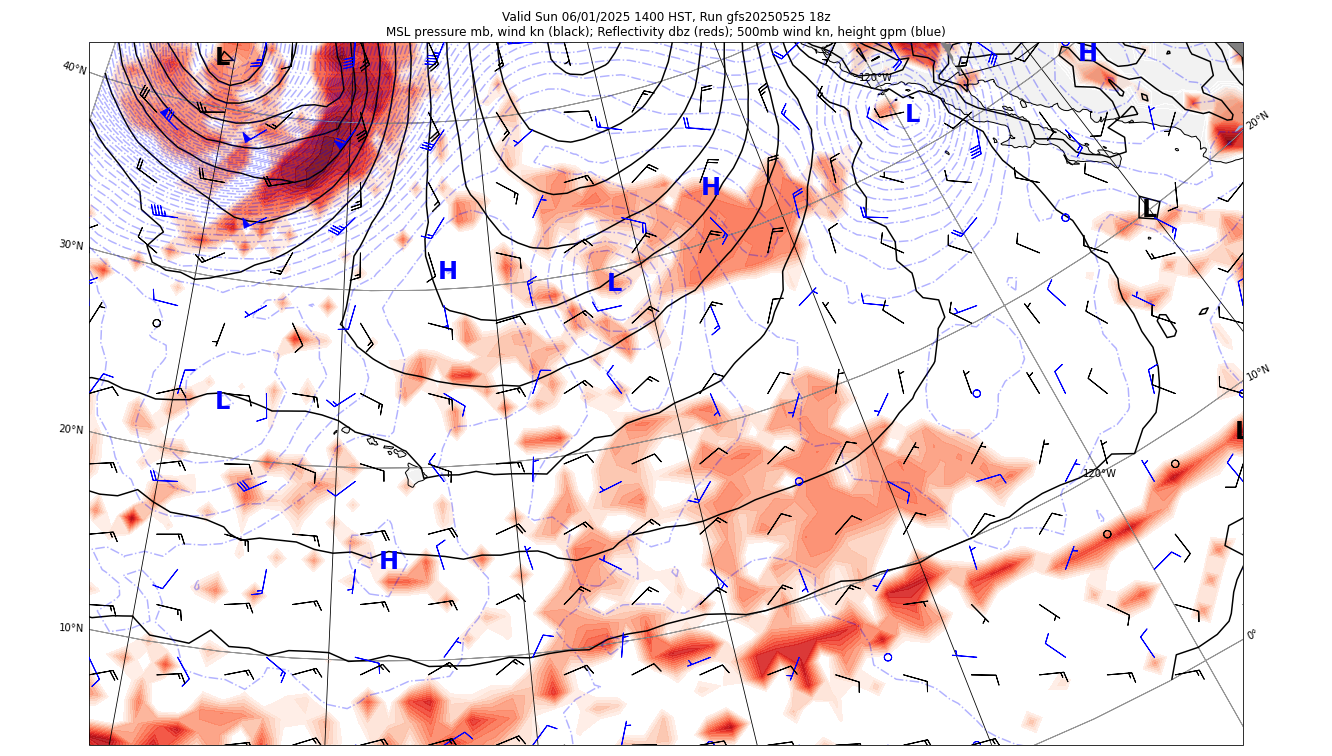 Valid Sun 06/01/2025 1400 HST, Run gfs20250525 18z
MSL pressure mb, wind kn (black); Reflectivity dbz (reds); 500mb wind kn, height gpm (blue)
L
H
40°N
120°W
L
20°N
H
L
30°N
H
L
10°N
L
L
20°N
120°W
H
10°N
0°